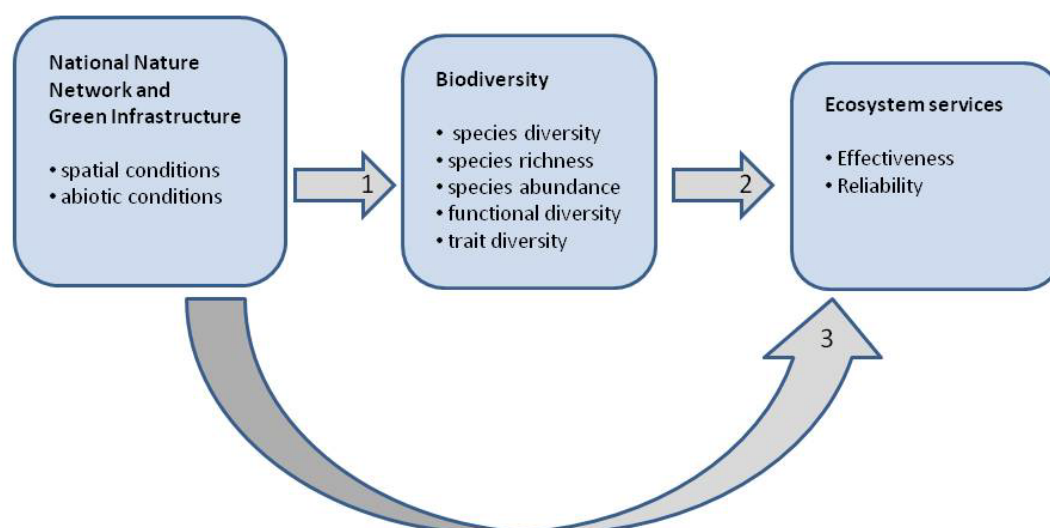 National Nature
Network and
Green Infrastructure
• spatial conditions
• abiotic conditions
1
Biodiversity
• species diversity
• species richness
• species abundance
• functional diversity
• trait diversity
2
Ecosystem services
• Effectiveness
• Reliability
3